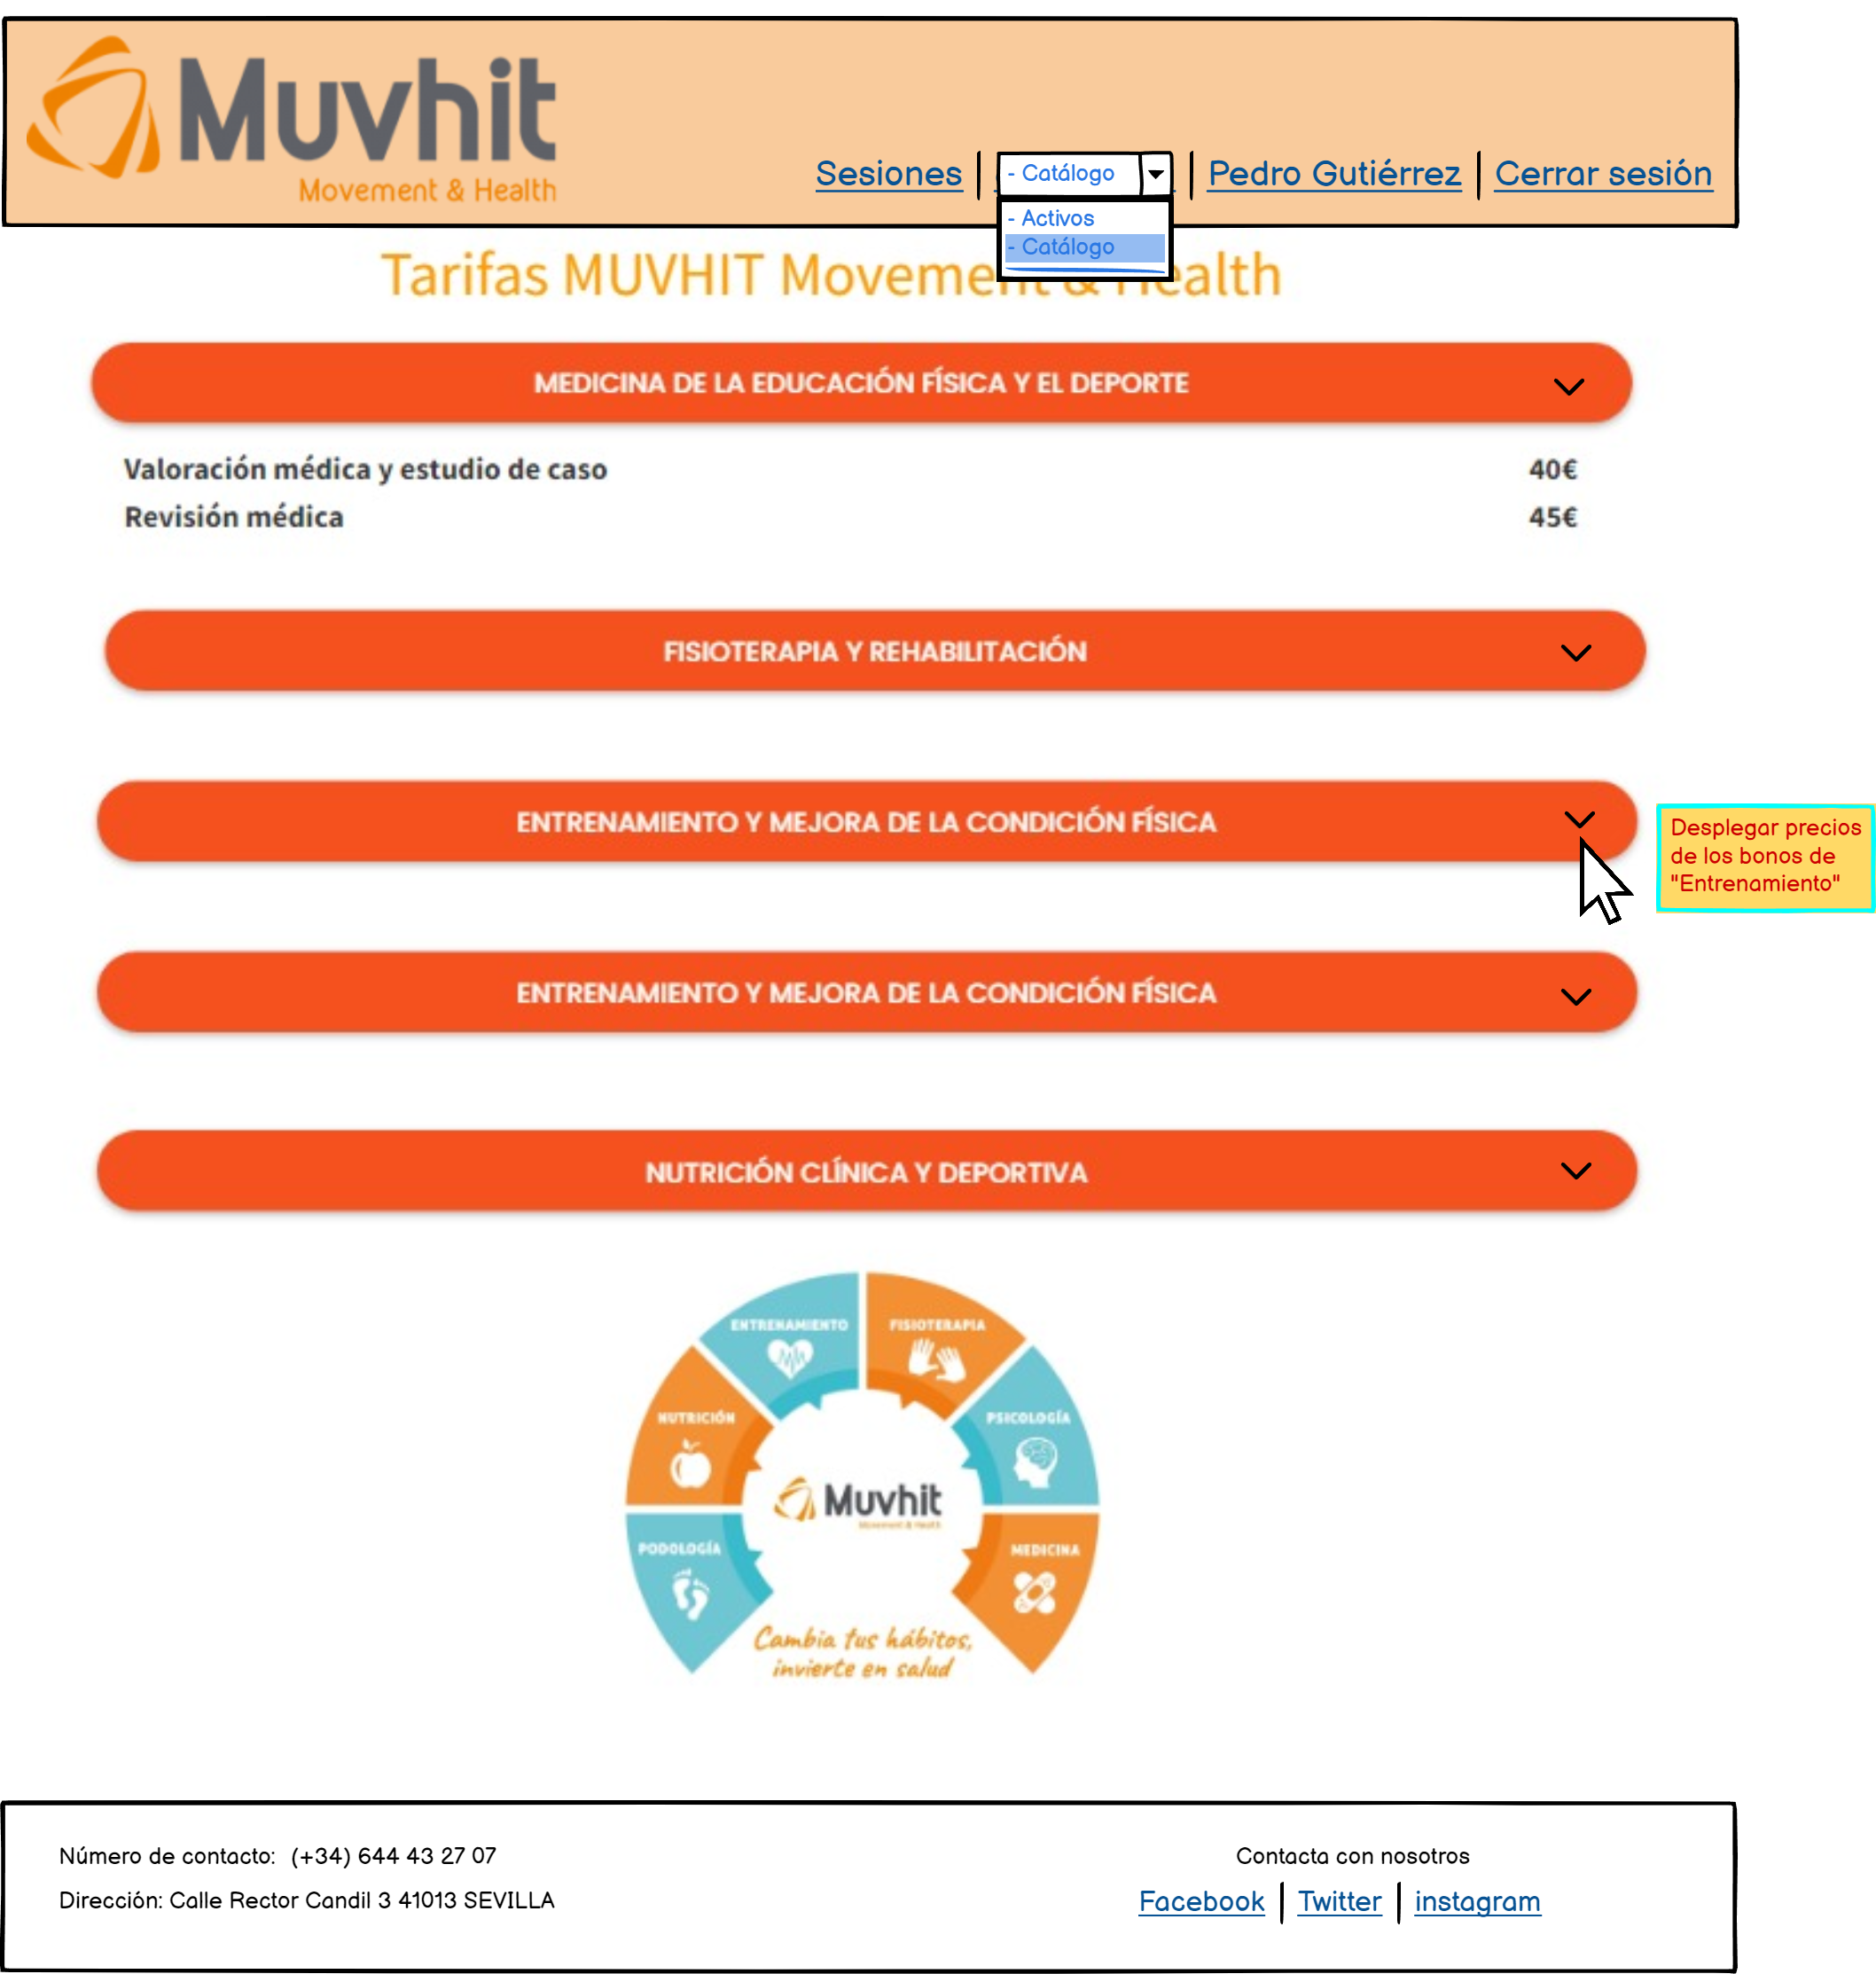 Muvhit
Movement & Health
Sesiones
- Catálogo
Pedro Gutiérrez
Cerrar sesión
- Activos
- Catálogo
Tarifas MUVHIT Movement & Health
MEDICINA DE LA EDUCACIÓN FÍSICA Y EL DEPORTE
Valoración médica y estudio de caso 40€
Revisión médica 45€
FISIOTERAPIA Y REHABILITACIÓN
ENTRENAMIENTO Y MEJORA DE LA CONDICIÓN FÍSICA
Desplegar precios
de los bonos de
"Entrenamiento"
ENTRENAMIENTO Y MEJORA DE LA CONDICIÓN FÍSICA
NUTRICIÓN CLÍNICA Y DEPORTIVA
ENTRENAMIENTO
FISIOTERAPIA
NUTRICIÓN
PSICOLOGÍA
Muvhit
Movement & Health
PODOLOGÍA
MEDICINA
Cambia tus hábitos,
invierte en salud
Número de contacto: (+34) 644 43 27 07
Dirección: Calle Rector Candil 3 41013 SEVILLA
Contacta con nosotros
Facebook
Twitter
instagram